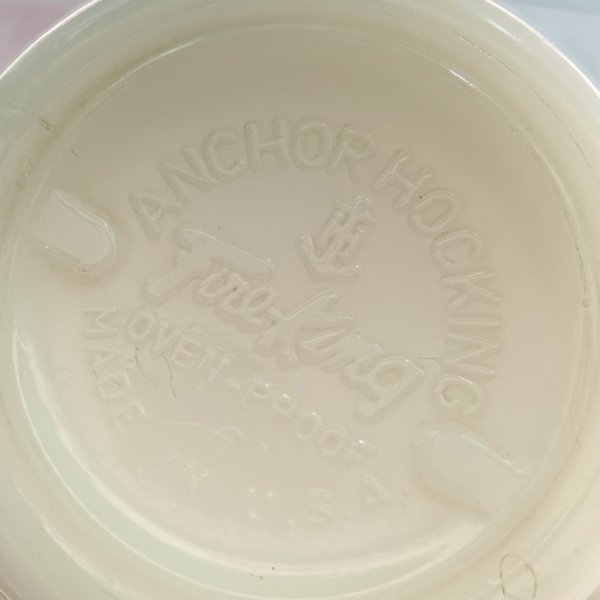 ANCHOR HOCKING
Fire-King
OVEN-PROOF
MADE IN U.S.A